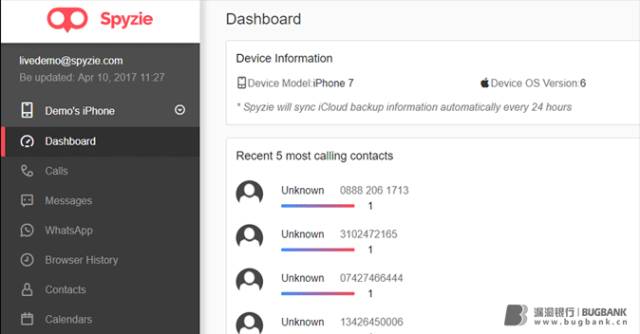 Spyzie
livedemo@spyzie.com
Be updated: Apr 10, 2017 11:27
Demo's iPhone
Dashboard
Calls
Messages
WhatsApp
Browser History
Contacts
Calendars
Dashboard
Device Information
Device Model:iPhone 7 Device OS Version:6
* Spyzie will sync iCloud backup information automatically every 24 hours
Recent 5 most calling contacts
Unknown 0888 206 1713
1
Unknown 3102472165
1
Unknown 07427466444
1
Unknown 13426450006
漏洞银行 | BUGBANK
www.bugbank.cn